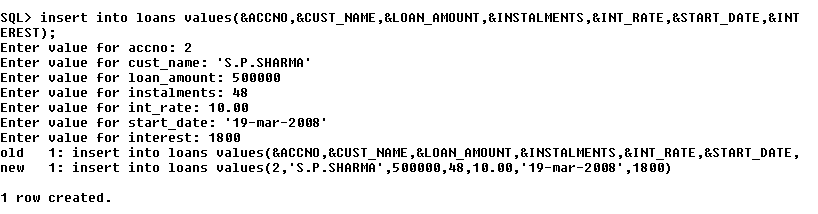 SQL> insert into loans values(&ACCNO,&CUST_NAME,&LOAN_AMOUNT,&INSTALMENTS,&INT_RATE,&START_DATE,&INT
EREST);
Enter value for accno: 2
Enter value for cust_name: 'S.P.SHARMA'
Enter value for loan_amount: 500000
Enter value for instalments: 48
Enter value for int_rate: 10.00
Enter value for start_date: '19-mar-2008'
Enter value for interest: 1800
old   1: insert into loans values(&ACCNO,&CUST_NAME,&LOAN_AMOUNT,&INSTALMENTS,&INT_RATE,&START_DATE,
new   1: insert into loans values(2,'S.P.SHARMA',500000,48,10.00,'19-mar-2008',1800)
1 row created.